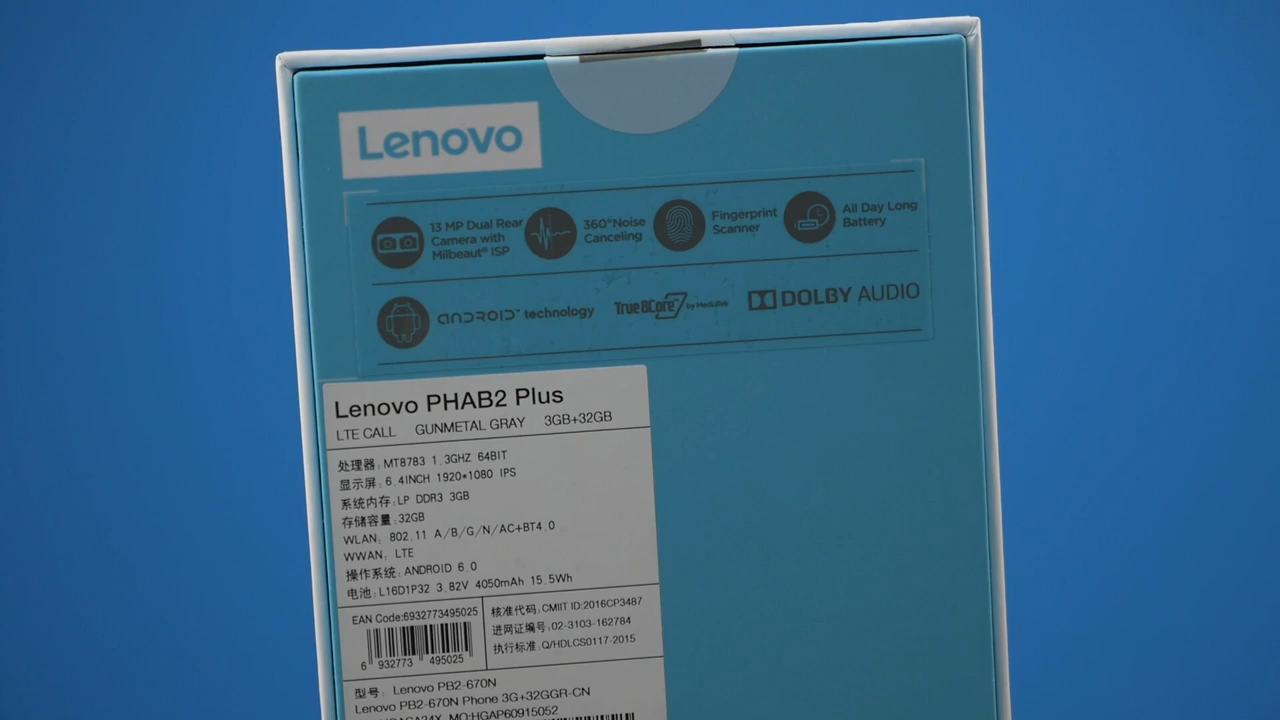 Lenovo
13 MP Dual Rear
Camera with
Milbeaut® ISP
360°Noise
Canceling
Fingerprint
Scanner
All Day Long
Battery
ANDROID™ technology
True8Core™ by MediaTek
DOLBY AUDIO
Lenovo PHAB2 Plus
LTE CALL GUNMETAL GRAY 3GB+32GB
处理器: MT8783 1.3GHZ 64BIT
显示屏: 6.4INCH 1920*1080 IPS
系统内存: LP DDR3 3GB
存储容量: 32GB
WLAN: 802.11 A/B/G/N/AC+BT4.0
WWAN: LTE
操作系统: ANDROID 6.0
电池: L16D1P32 3.82V 4050mAh 15.5Wh
EAN Code:6932773495025
6 932773 495025
核准代码: CMIIT ID:2016CP3487
进网证编号: 02-3103-162784
执行标准: Q/HDLCS0117-2015
型号: Lenovo PB2-670N
Lenovo PB2-670N Phone 3G+32GGR-CN
MO:HGAP60915052